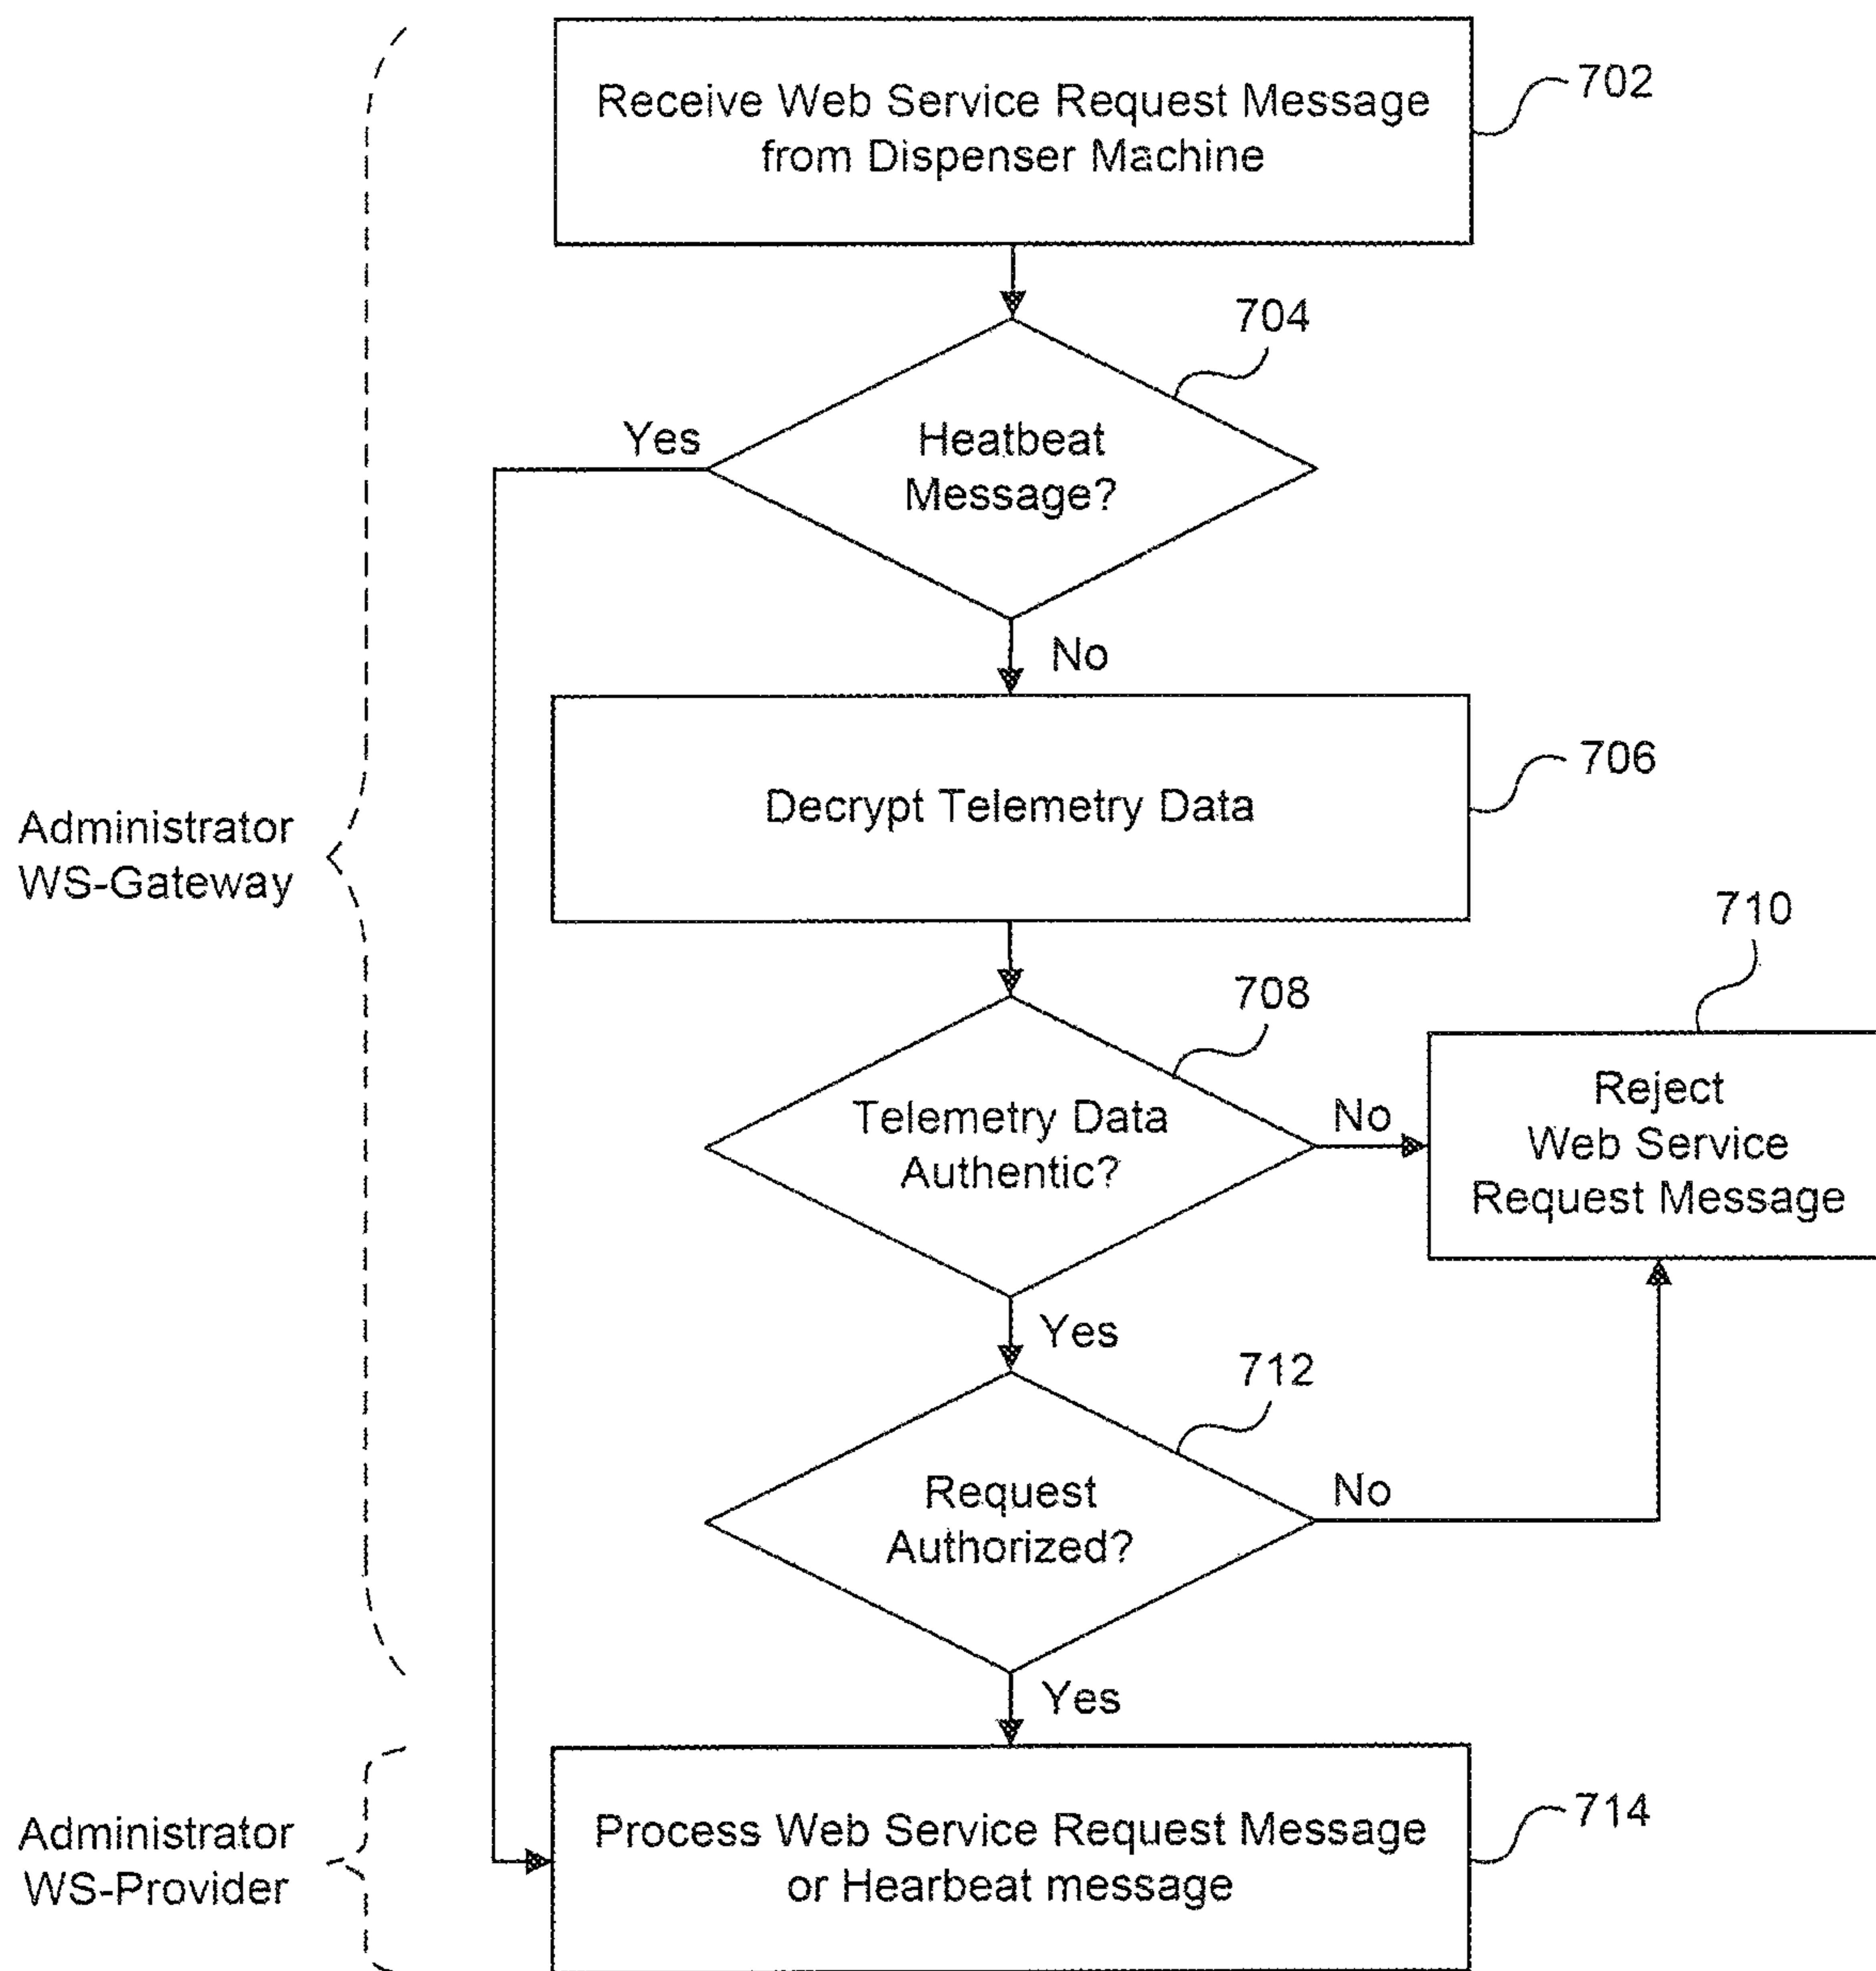 Receive Web Service Request Message
from Dispenser Machine
702
704
Yes
Heatbeat
Message?
No
706
Decrypt Telemetry Data
Administrator
WS-Gateway
710
708
Telemetry Data
Authentic?
No
Reject
Web Service
Request Message
Yes
712
Request
Authorized?
No
Yes
Administrator
WS-Provider
Process Web Service Request Message
or Hearbeat message
714